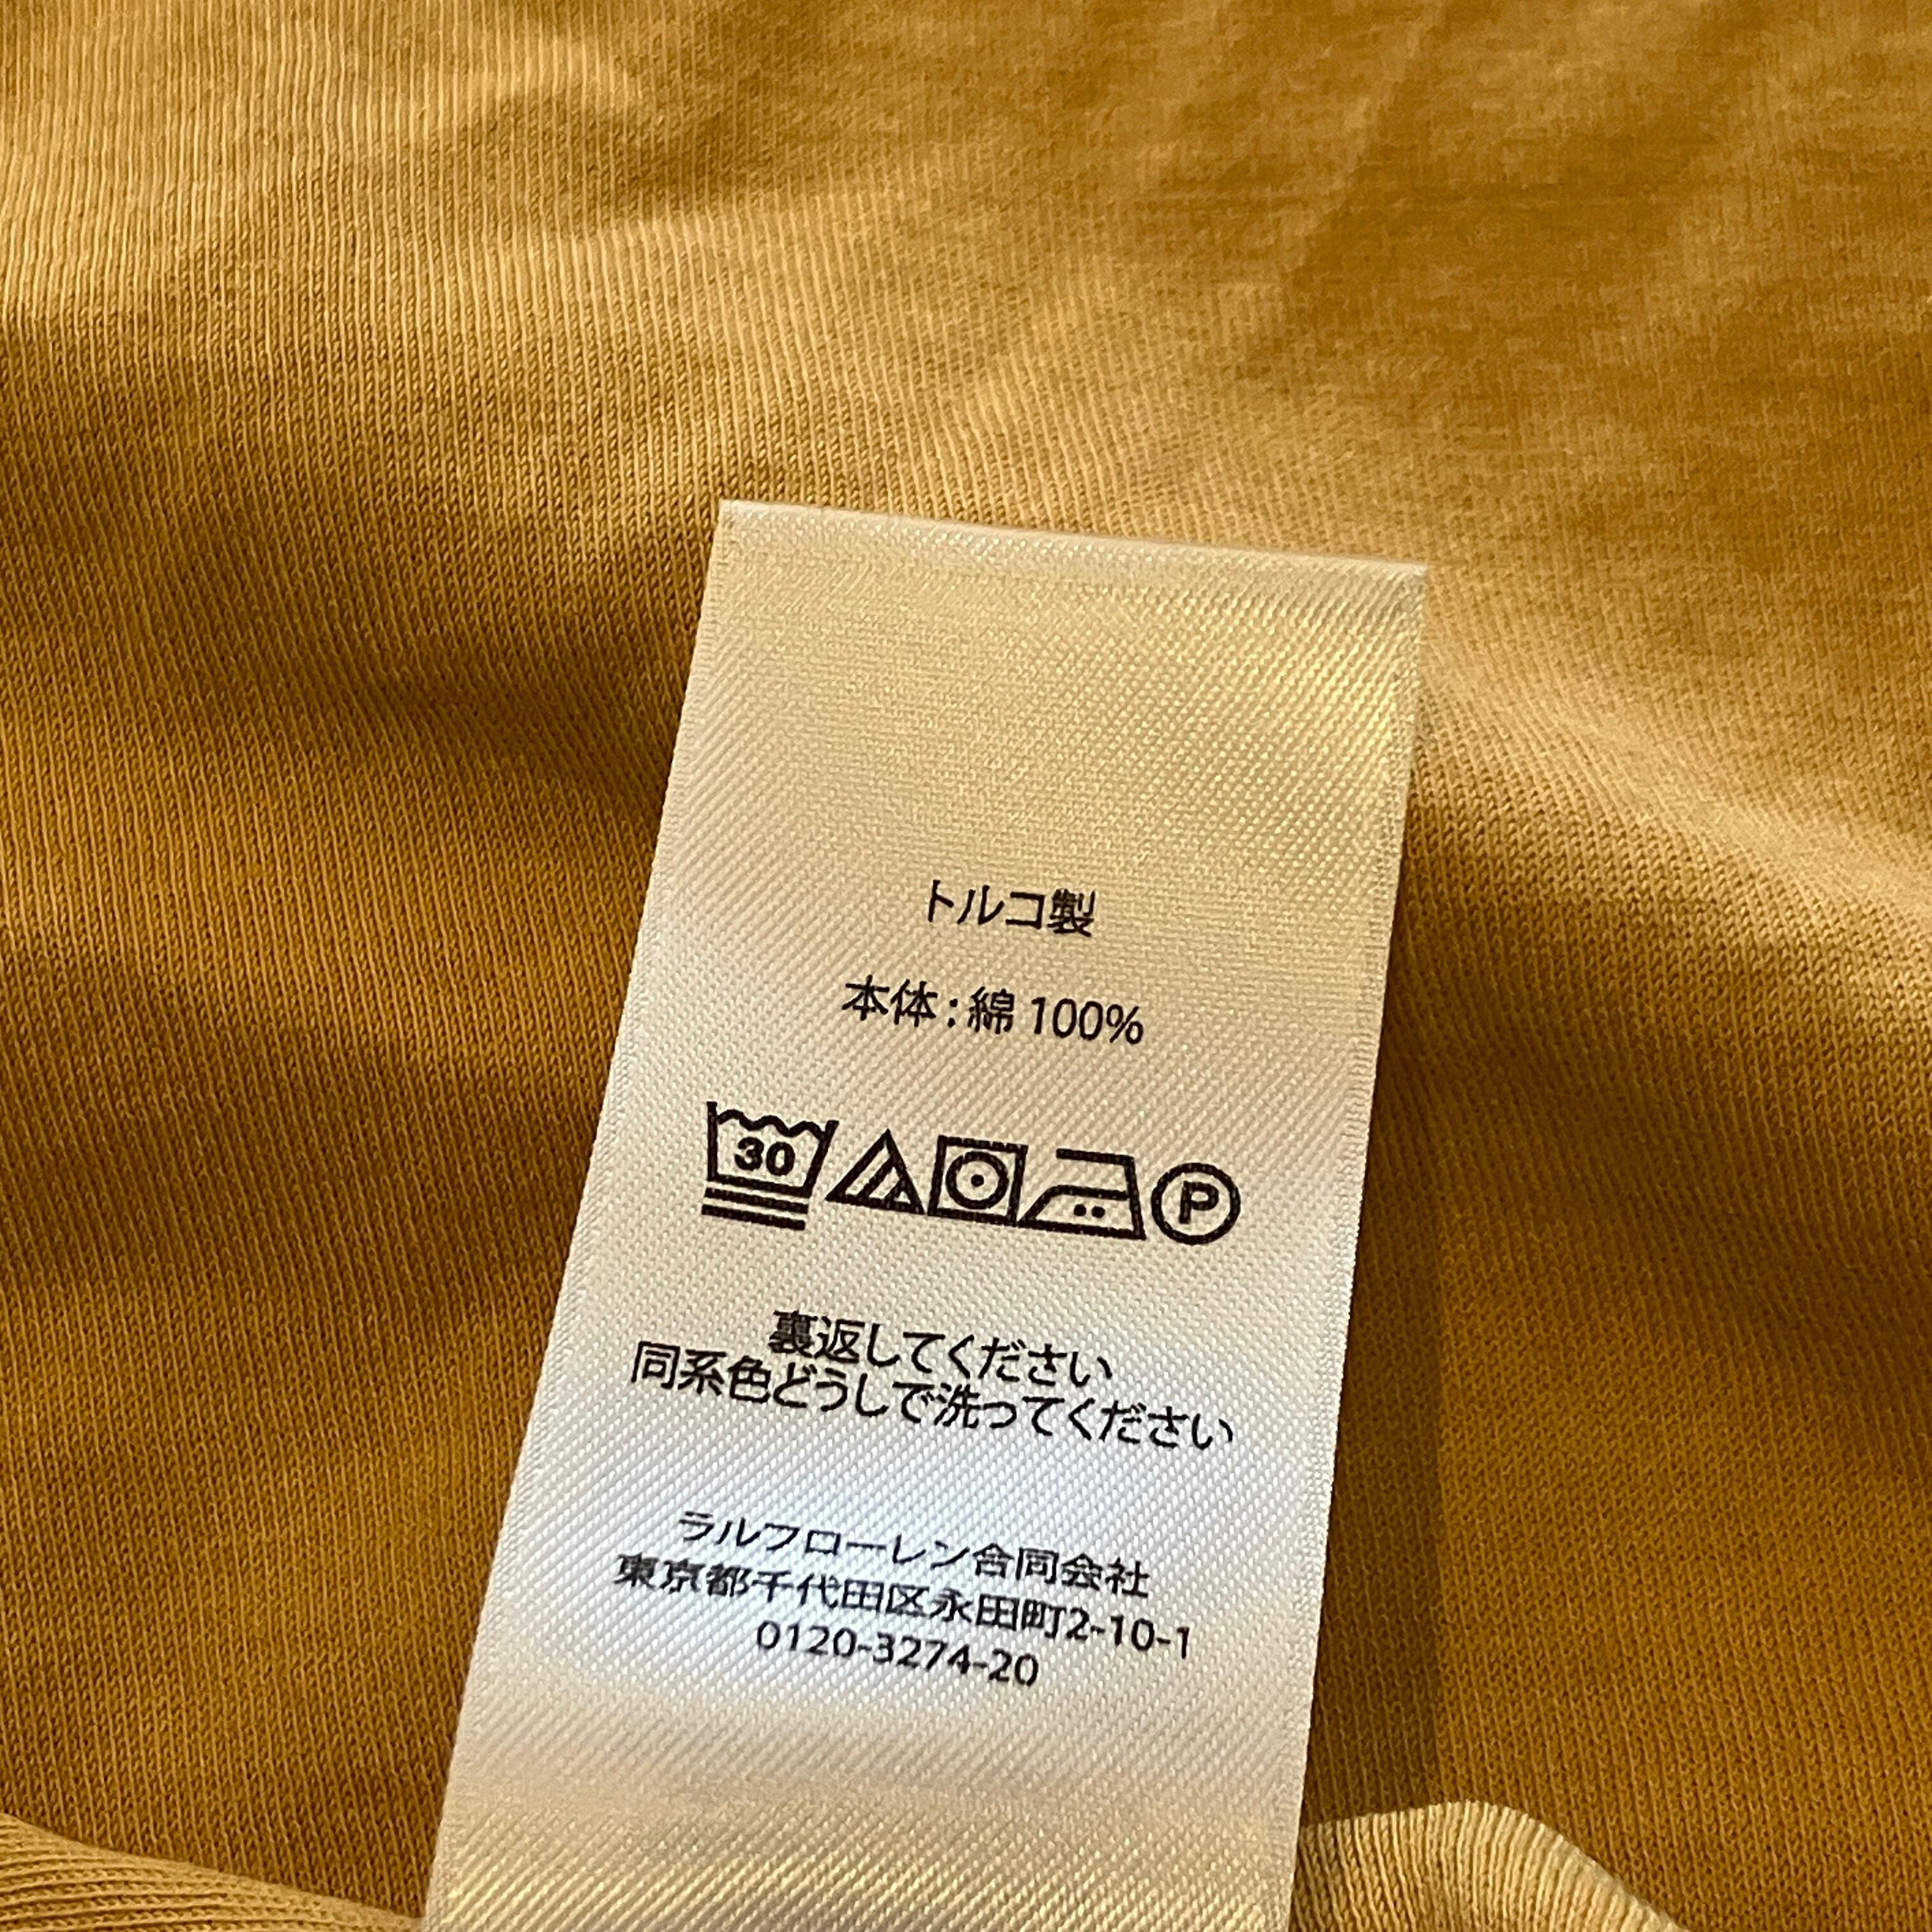 トルコ製
本体 : 綿 100%
30 P
裏返してください
同系色どうしで洗ってください
ラルフローレン合同会社
東京都千代田区永田町2-10-1
0120-3274-20